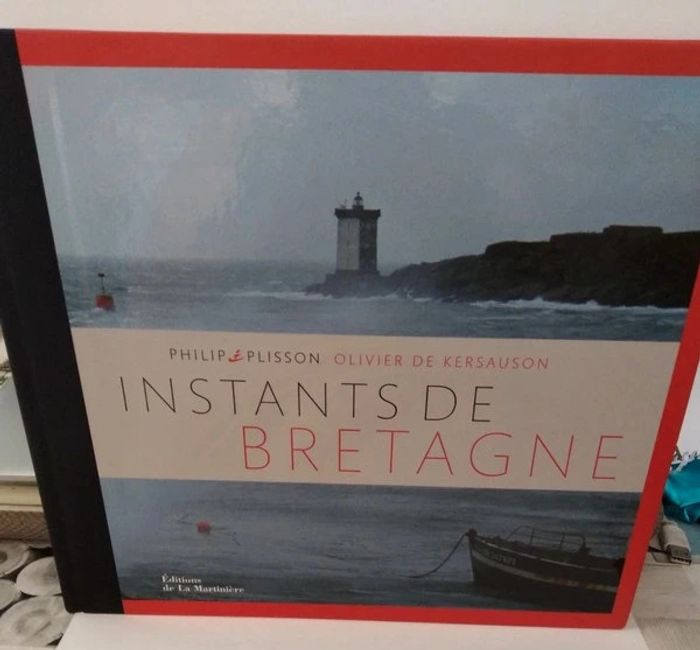 PHILIP PLISSON OLIVIER DE KERSAUSON
INSTANTS DE
BRETAGNE
Éditions
de La Martinière